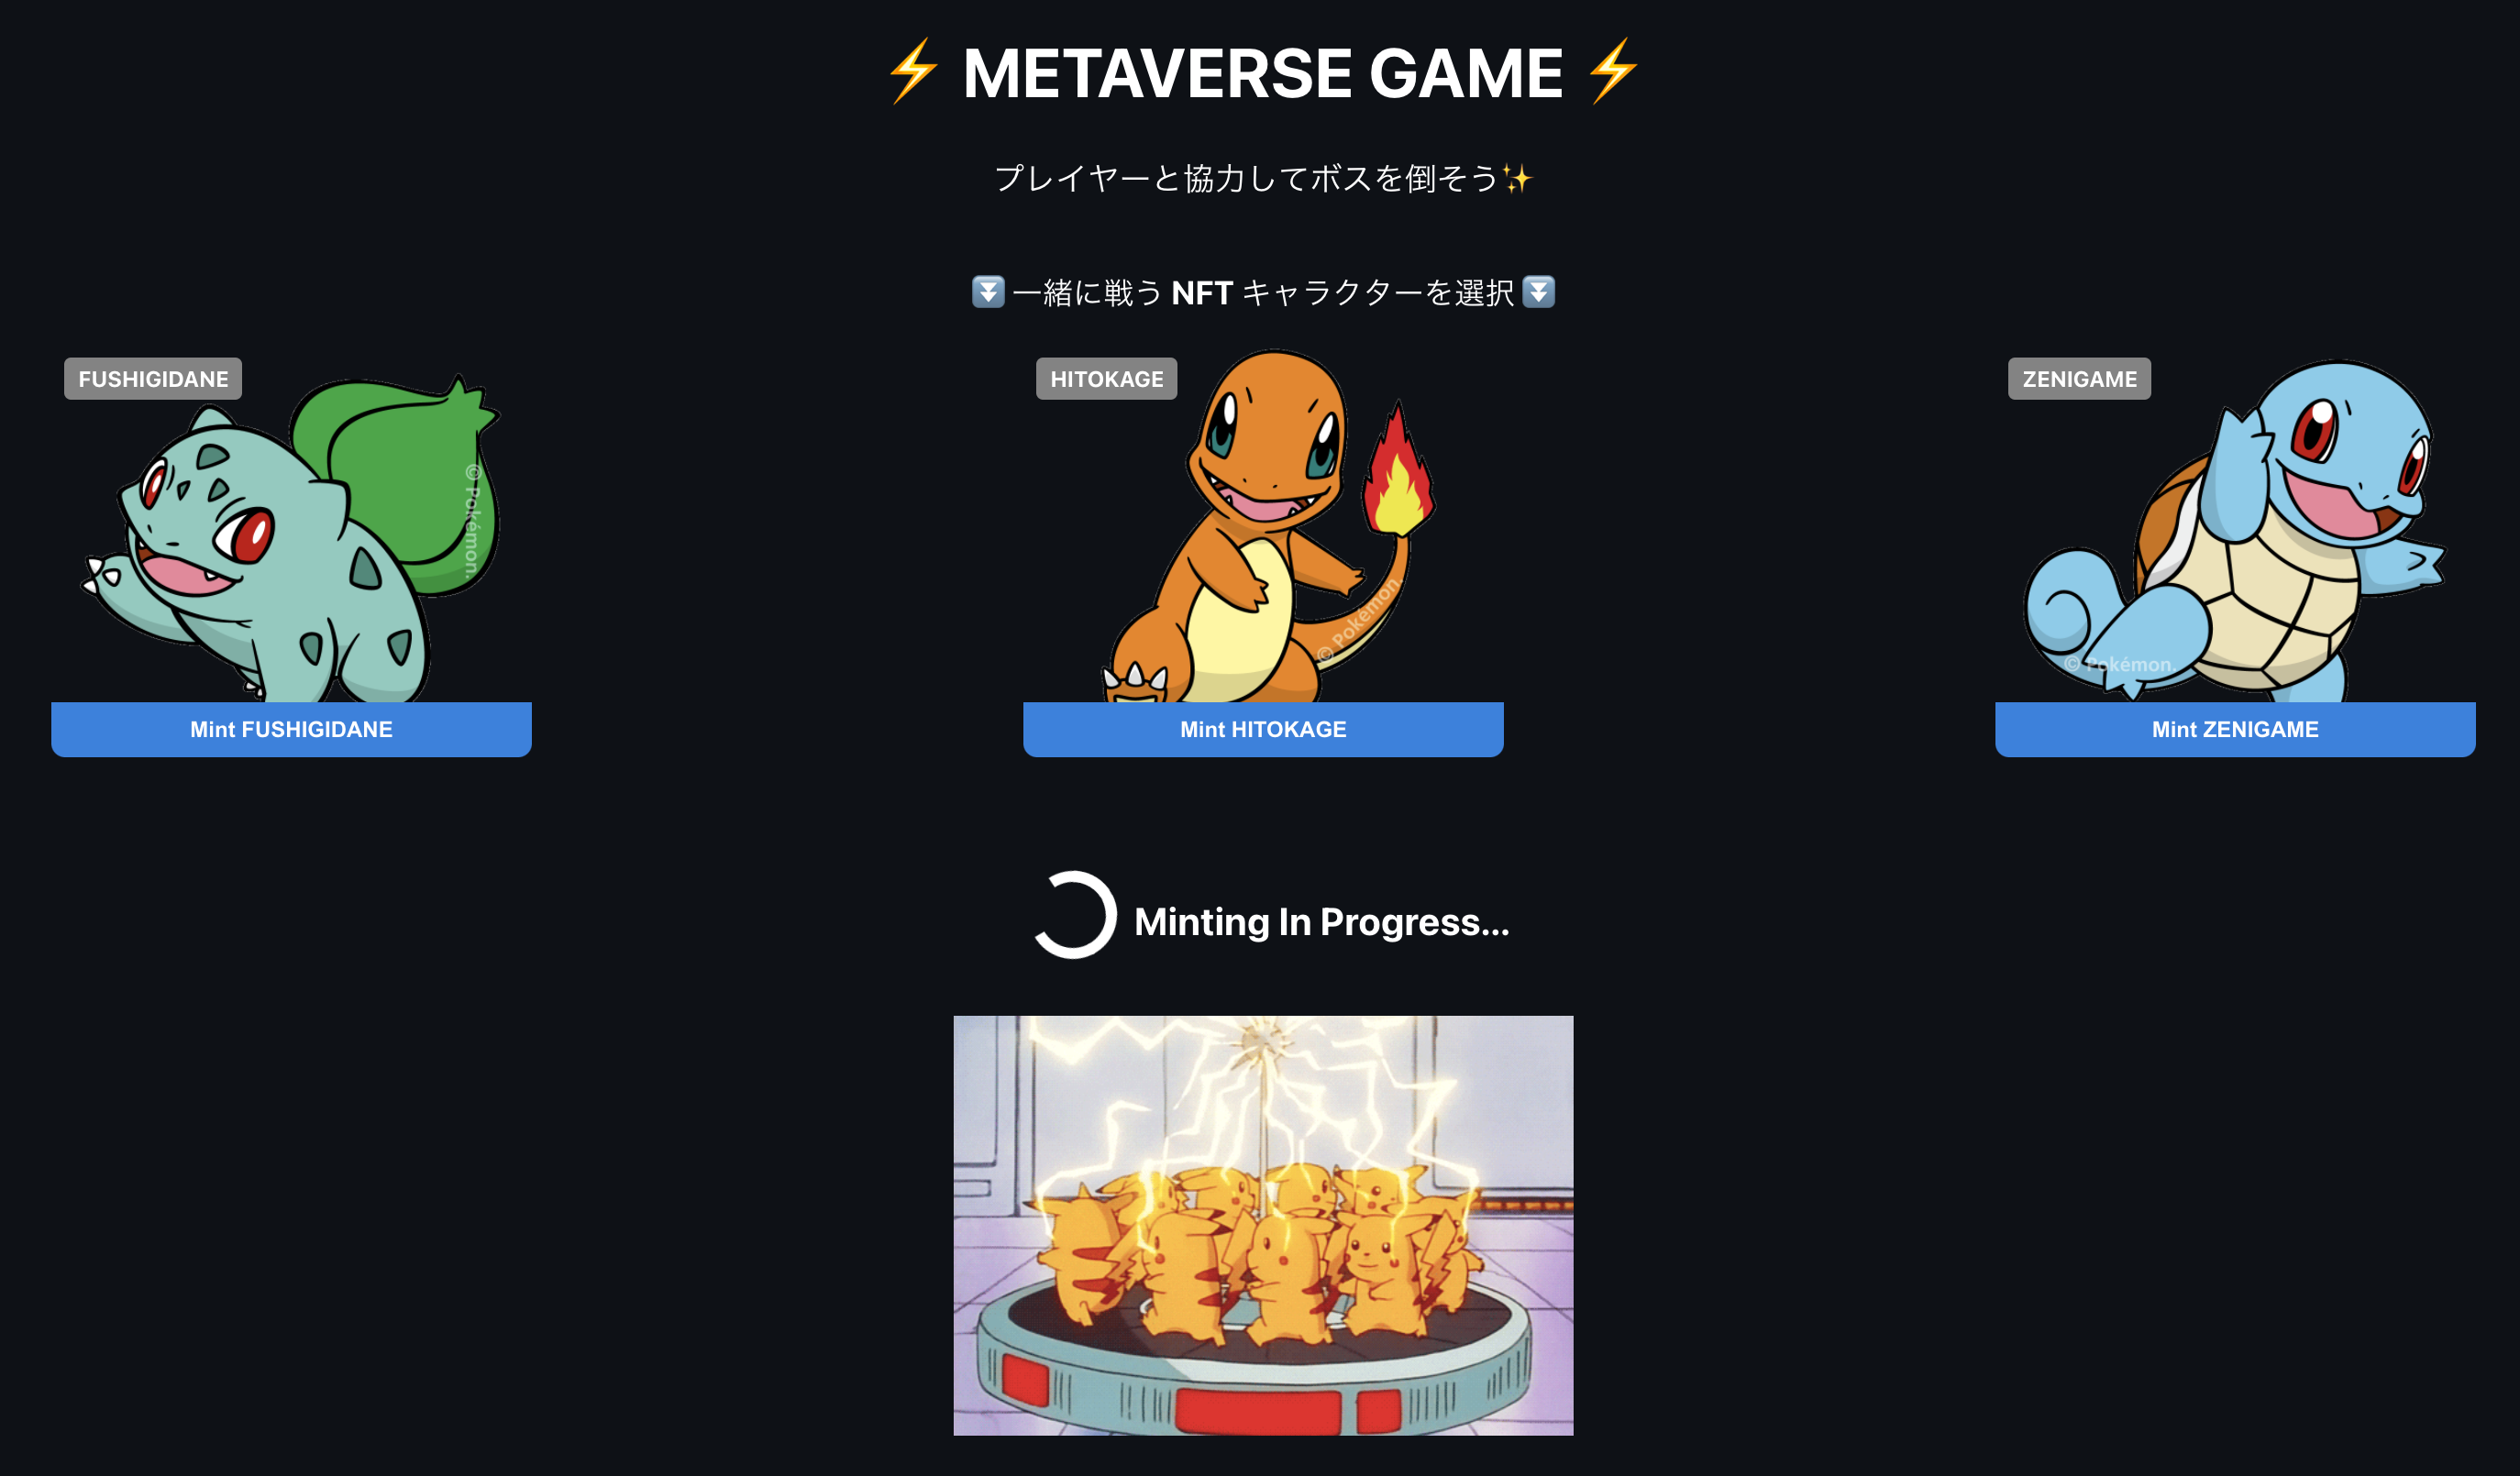 ⚡ METAVERSE GAME ⚡
プレイヤーと協力してボスを倒そう✨
⏬ 一緒に戦う NFT キャラクターを選択 ⏬
FUSHIGIDANE
© Pokémon.
Mint FUSHIGIDANE
HITOKAGE
© Pokémon.
Mint HITOKAGE
ZENIGAME
© Pokémon.
Mint ZENIGAME
Minting In Progress...